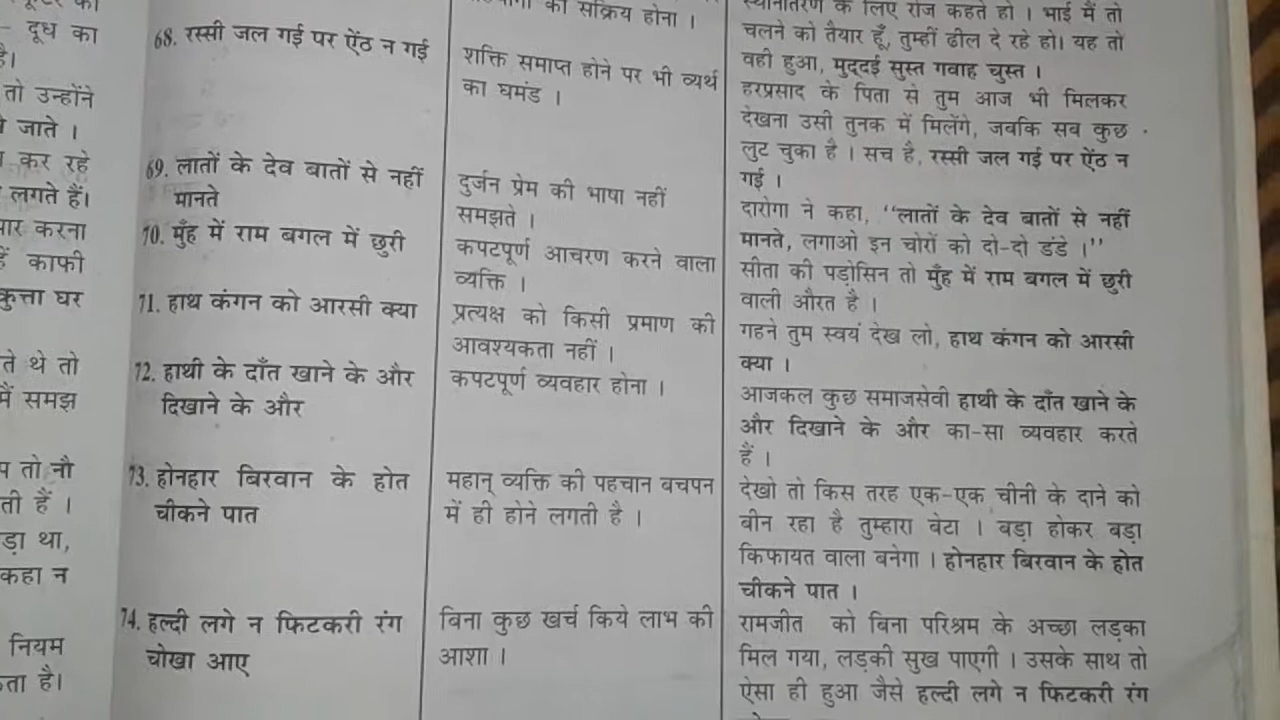 दूध का
है।
तो उन्होंने
जाते ।
कर रहे
लगते हैं।
करना
काफी
कुत्ता घर
ते थे तो
समझ
तो नौ
ती हैं ।
था,
कहा न
नियम
है।
68. रस्सी जल गई पर ऐंठ न गई
69. लातों के देव बातों से नहीं
मानते
70. मुँह में राम बगल में छुरी
71. हाथ कंगन को आरसी क्या
72. हाथी के दाँत खाने के और
दिखाने के और
73. होनहार बिरवान के होत
चीकने पात
74. हल्दी लगे न फिटकरी रंग
चोखा आए
का सक्रिय होना ।
शक्ति समाप्त होने पर भी व्यर्थ
का घमंड ।
दुर्जन प्रेम की भाषा नहीं
समझते ।
कपटपूर्ण आचरण करने वाला
व्यक्ति ।
प्रत्यक्ष को किसी प्रमाण की
आवश्यकता नहीं ।
कपटपूर्ण व्यवहार होना ।
महान् व्यक्ति की पहचान बचपन
में ही होने लगती है ।
बिना कुछ खर्च किये लाभ की
आशा ।
स्थानांतरण के लिए रोज कहते हो । भाई मैं तो
चलने को तैयार हूँ, तुम्हीं ढील दे रहे हो। यह तो
वही हुआ, मुद्दई सुस्त गवाह चुस्त ।
हरप्रसाद के पिता से तुम आज भी मिलकर
देखना उसी तुनक में मिलेंगे, जबकि सब कुछ
लुट चुका है । सच है, रस्सी जल गई पर ऐंठ न
गई ।
दारोगा ने कहा, ‘‘लातों के देव बातों से नहीं
मानते, लगाओ इन चोरों को दो-दो डंडे ।’’
सीता की पड़ोसिन तो मुँह में राम बगल में छुरी
वाली औरत है ।
गहने तुम स्वयं देख लो, हाथ कंगन को आरसी
क्या ।
आजकल कुछ समाजसेवी हाथी के दाँत खाने के
और दिखाने के और का-सा व्यवहार करते
हैं ।
देखो तो किस तरह एक-एक चीनी के दाने को
बीन रहा है तुम्हारा बेटा । बड़ा होकर बड़ा
किफायत वाला बनेगा । होनहार बिरवान के होत
चीकने पात ।
रामजीत को बिना परिश्रम के अच्छा लड़का
मिल गया, लड़की सुख पाएगी । उसके साथ तो
ऐसा ही हुआ जैसे हल्दी लगे न फिटकरी रंग